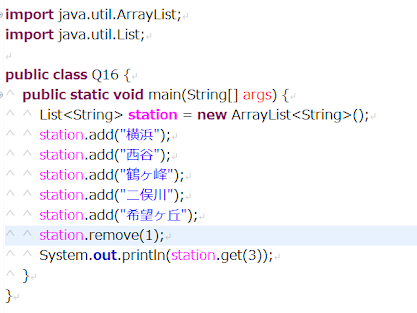 import java.util.ArrayList;
import java.util.List;
public class Q16 {
public static void main(String[] args) {
List<String> station = new ArrayList<String>();
station.add("横浜");
station.add("西谷");
station.add("鶴ヶ峰");
station.add("二俣川");
station.add("希望ヶ丘");
station.remove(1);
System.out.println(station.get(3));
}
}